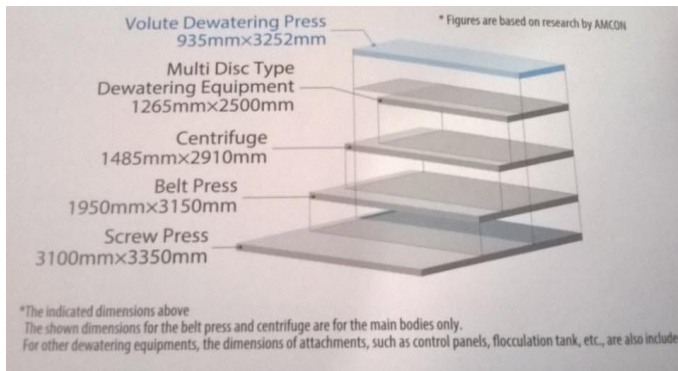 Volute Dewatering Press
935mm×3252mm
* Figures are based on research by AMCON
Multi Disc Type
Dewatering Equipment
1265mm×2500mm
Centrifuge
1485mm×2910mm
Belt Press
1950mm×3150mm
Screw Press
3100mm×3350mm
*The indicated dimensions above
The shown dimensions for the belt press and centrifuge are for the main bodies only.
For other dewatering equipments, the dimensions of attachments, such as control panels, flocculation tank, etc., are also include